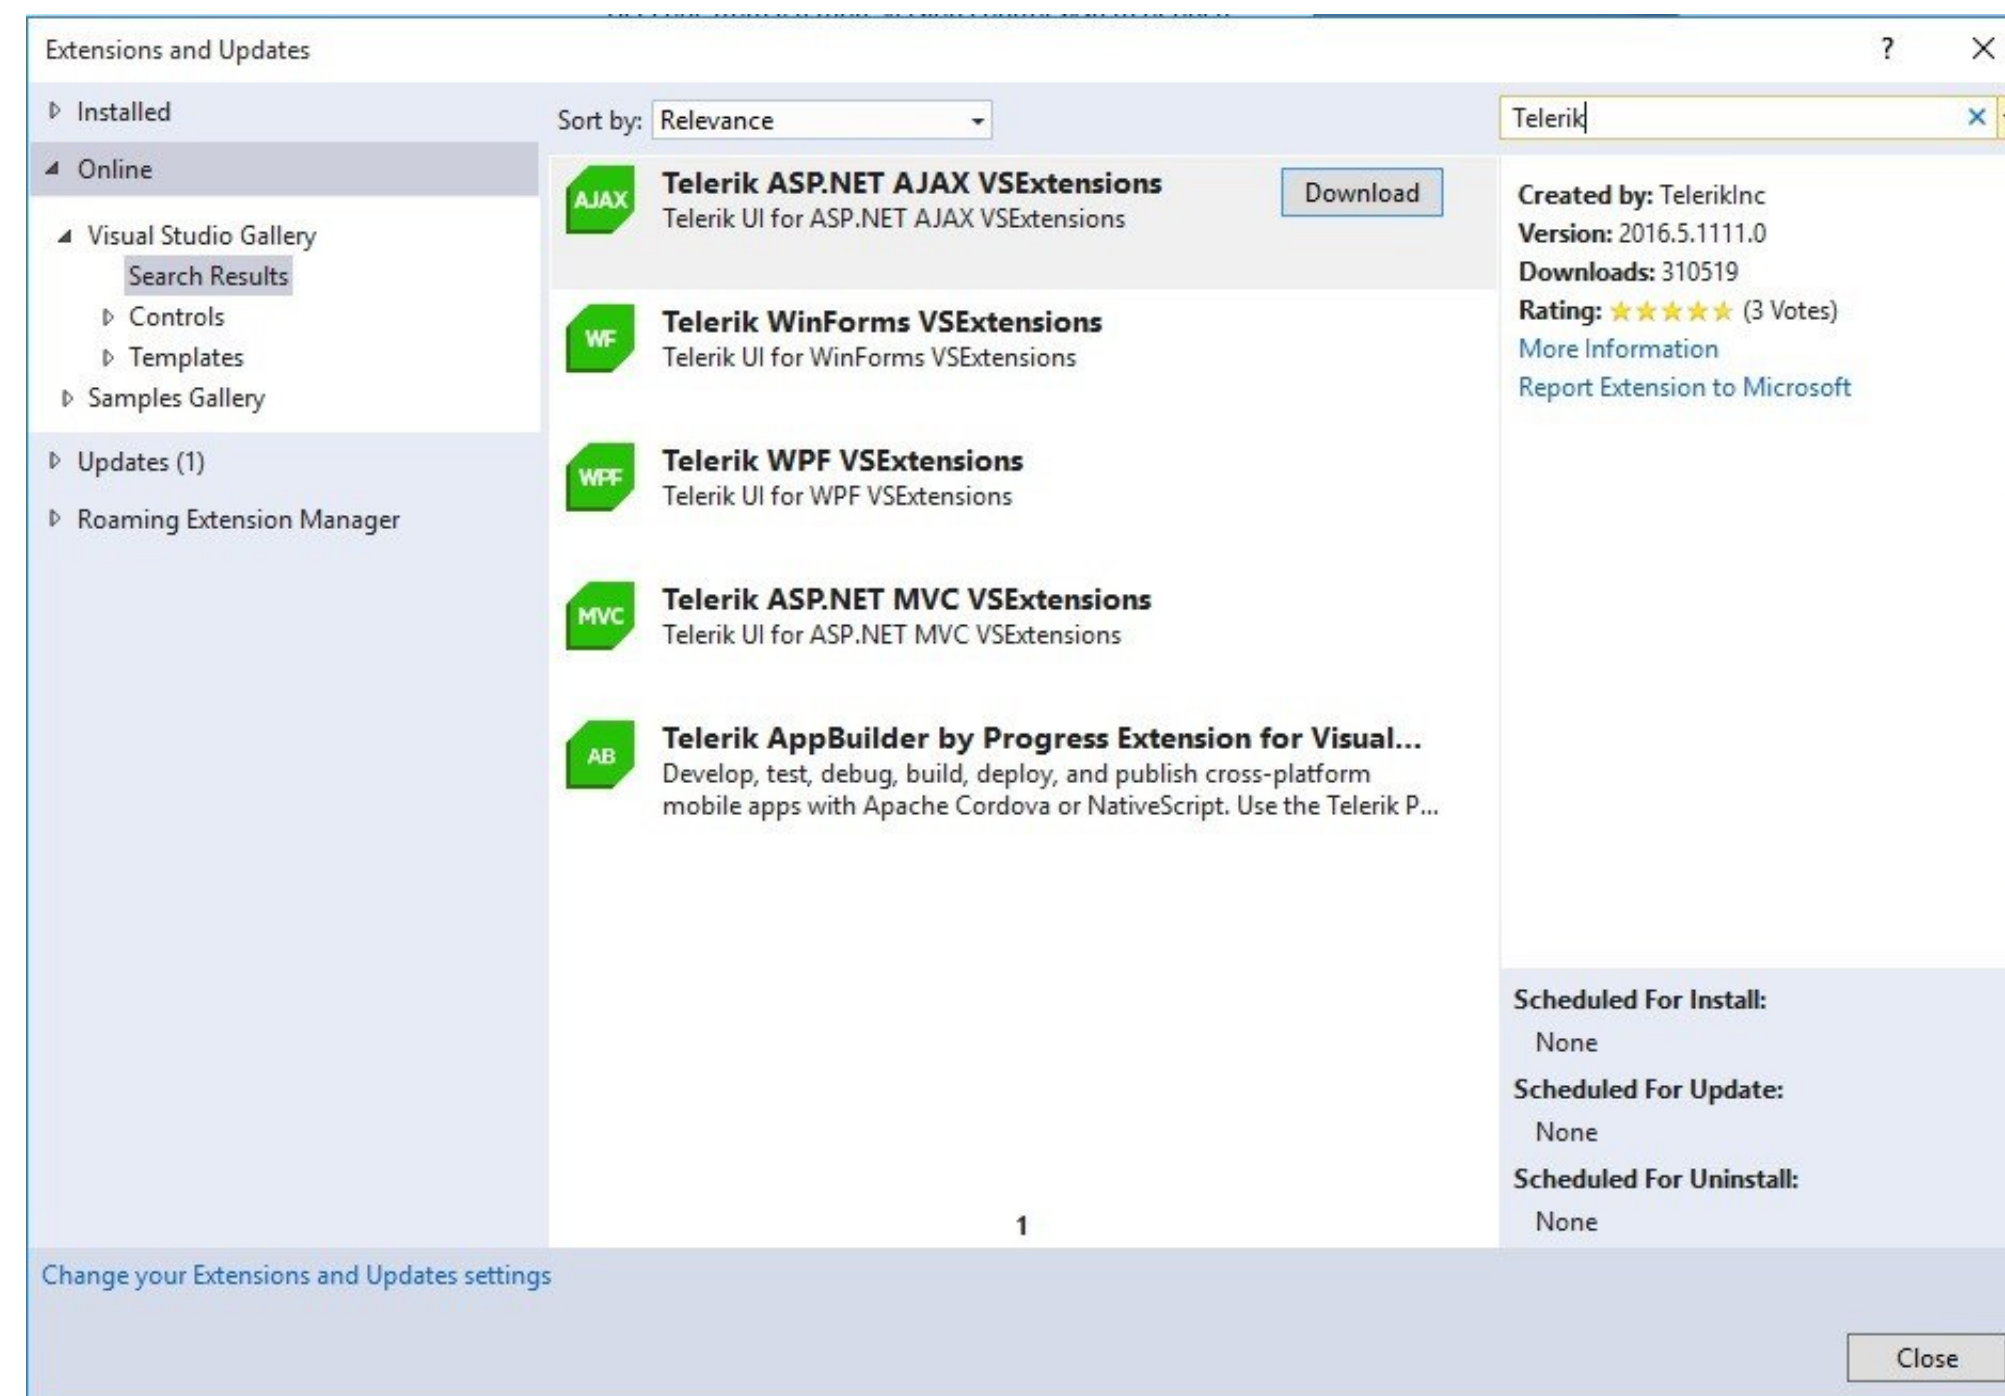 Extensions and Updates
?
Installed
Online
Visual Studio Gallery
Search Results
Controls
Templates
Samples Gallery
Updates (1)
Roaming Extension Manager
Sort by: Relevance
AJAX
Telerik ASP.NET AJAX VSExtensions
Telerik UI for ASP.NET AJAX VSExtensions
Download
WF
Telerik WinForms VSExtensions
Telerik UI for WinForms VSExtensions
WPF
Telerik WPF VSExtensions
Telerik UI for WPF VSExtensions
MVC
Telerik ASP.NET MVC VSExtensions
Telerik UI for ASP.NET MVC VSExtensions
AB
Telerik AppBuilder by Progress Extension for Visual...
Develop, test, debug, build, deploy, and publish cross-platform
mobile apps with Apache Cordova or NativeScript. Use the Telerik P...
1
Telerik
Created by: TelerikInc
Version: 2016.5.1111.0
Downloads: 310519
Rating: (3 Votes)
More Information
Report Extension to Microsoft
Scheduled For Install:
None
Scheduled For Update:
None
Scheduled For Uninstall:
None
Change your Extensions and Updates settings
Close